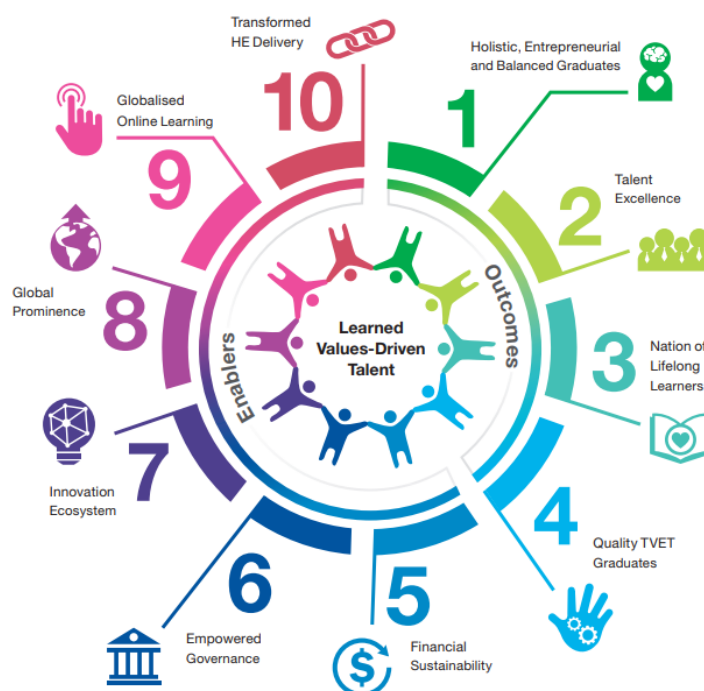 1
Holistic, Entrepreneurial
and Balanced Graduates
2
Talent
Excellence
3
Nation of
Lifelong
Learners
4
Quality TVET
Graduates
5
Financial
Sustainability
$
6
Empowered
Governance
7
Innovation
Ecosystem
8
Global
Prominence
9
Globalised
Online Learning
10
Transformed
HE Delivery
Enablers
Outcomes
Learned
Values-Driven
Talent